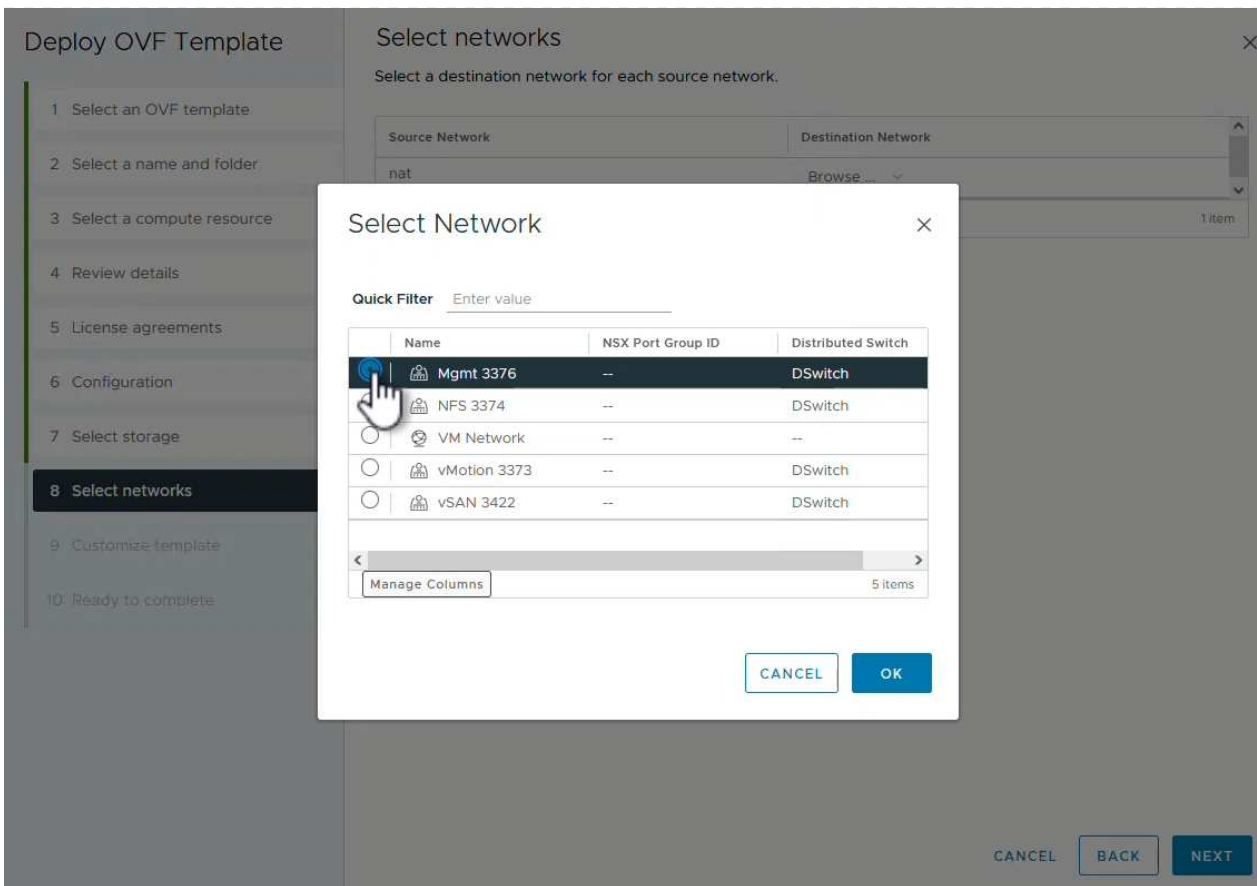 Deploy OVF Template
1 Select an OVF template
2 Select a name and folder
3 Select a compute resource
4 Review details
5 License agreements
6 Configuration
7 Select storage
8 Select networks
9 Customize template
10 Ready to complete
Select networks
Select a destination network for each source network.
Source Network Destination Network
nat Browse ...
1 item
Select Network
Quick Filter Enter value
Name NSX Port Group ID Distributed Switch
Mgmt 3376 -- DSwitch
NFS 3374 -- DSwitch
VM Network -- --
vMotion 3373 -- DSwitch
vSAN 3422 -- DSwitch
Manage Columns 5 items
CANCEL OK
CANCEL BACK NEXT